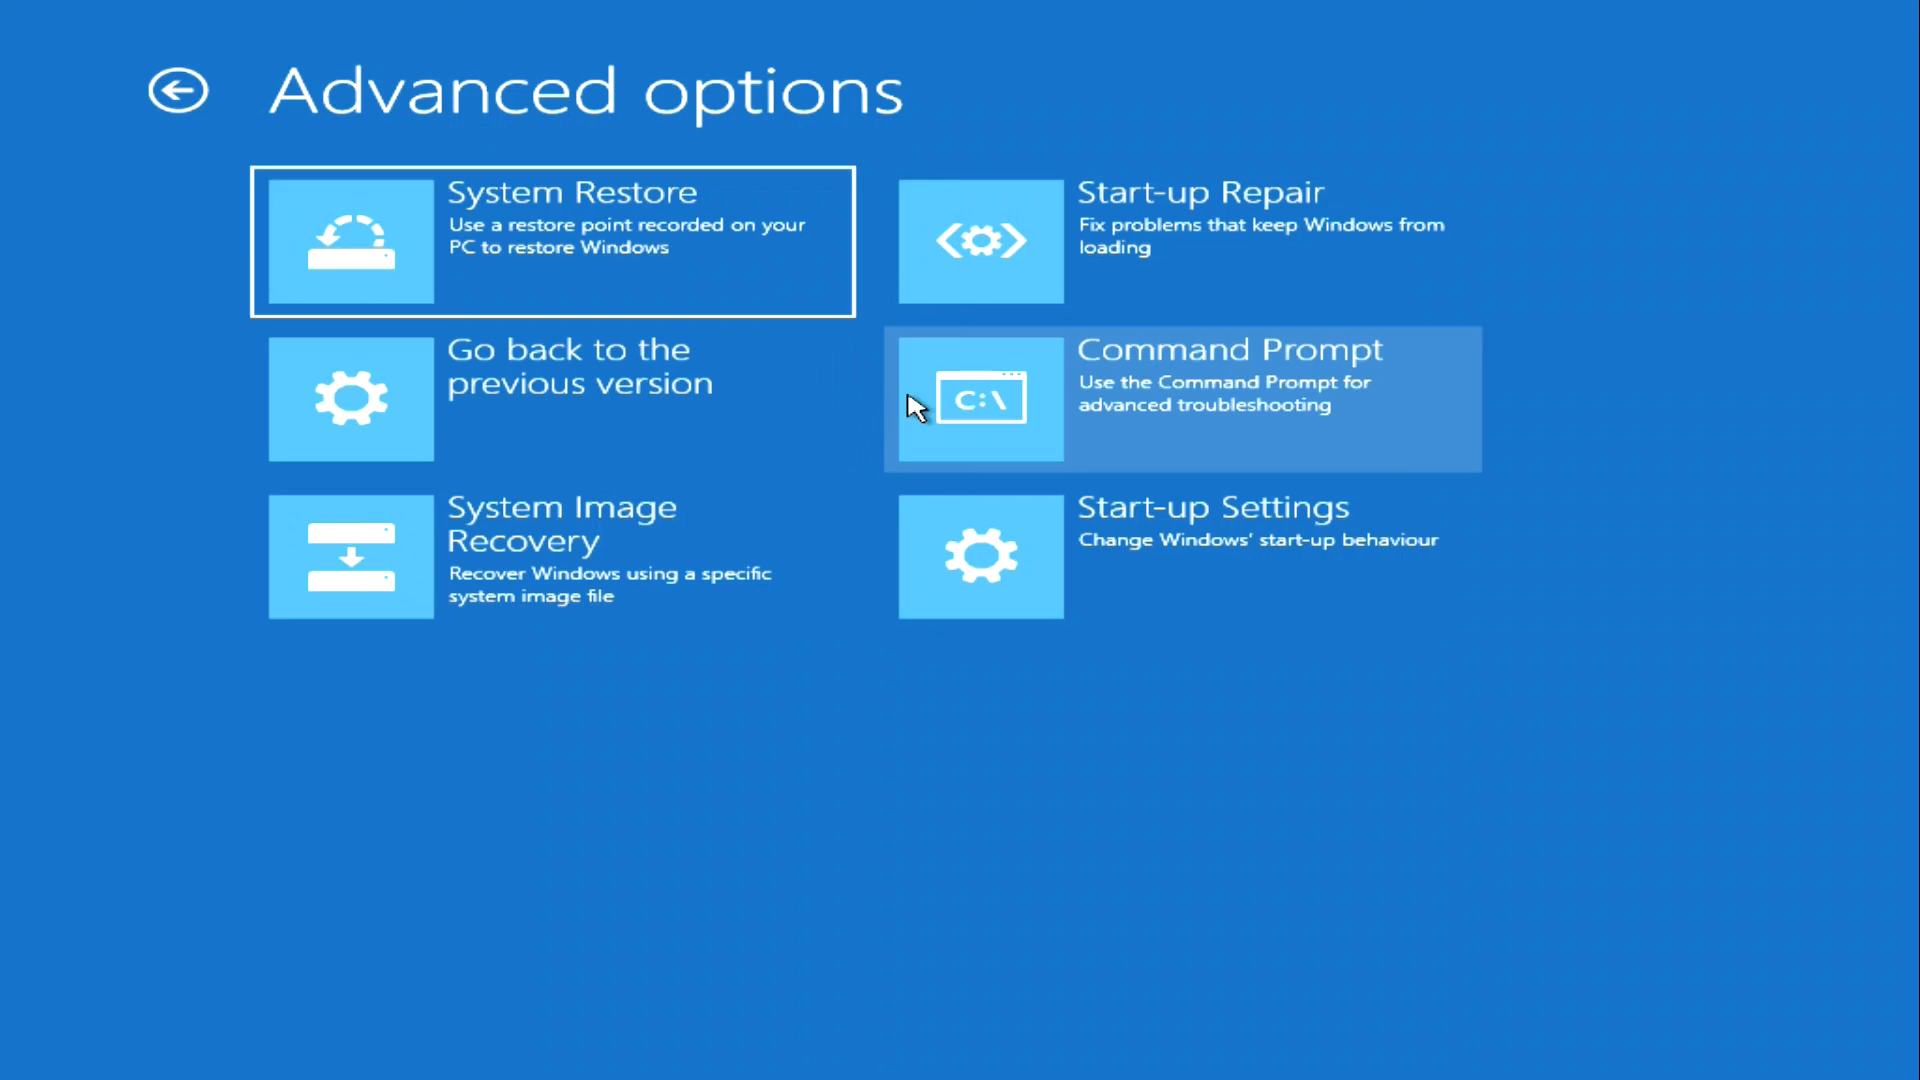 Advanced options
System Restore
Use a restore point recorded on your
PC to restore Windows
Start-up Repair
Fix problems that keep Windows from
loading
Go back to the
previous version
Command Prompt
Use the Command Prompt for
advanced troubleshooting
C:\
System Image
Recovery
Recover Windows using a specific
system image file
Start-up Settings
Change Windows' start-up behaviour